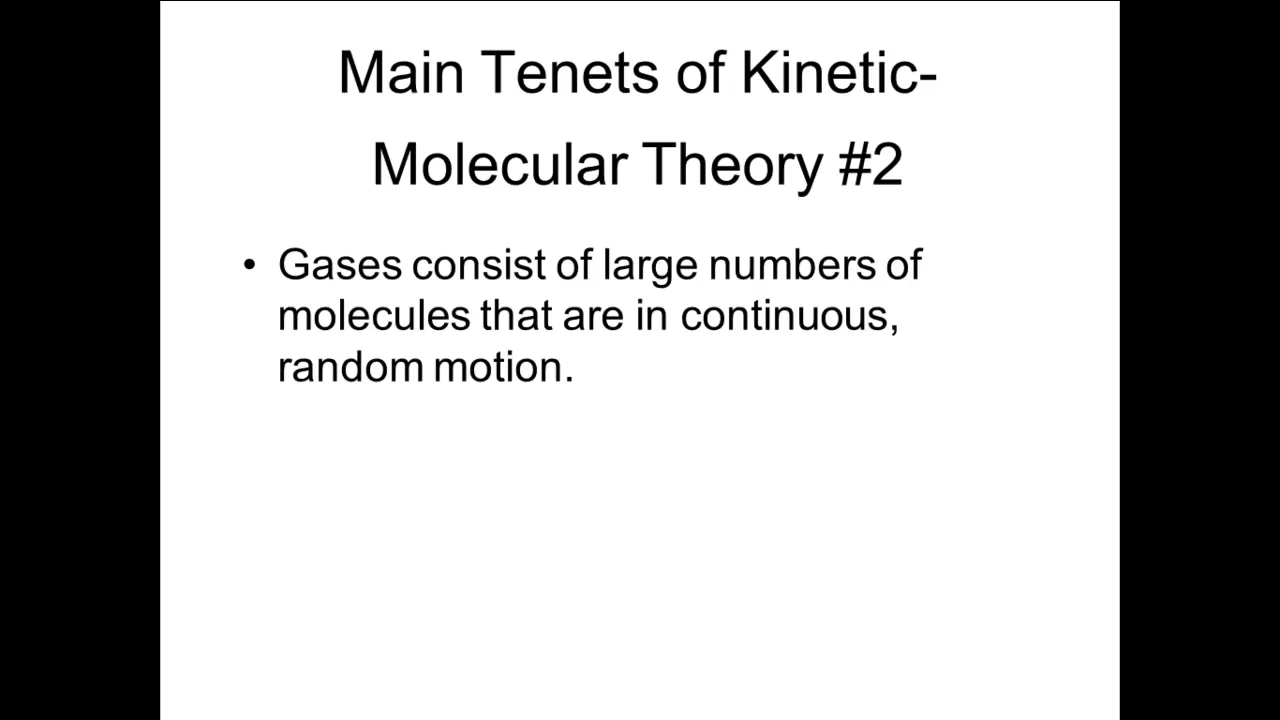 Main Tenets of Kinetic-
Molecular Theory #2
• Gases consist of large numbers of
molecules that are in continuous,
random motion.